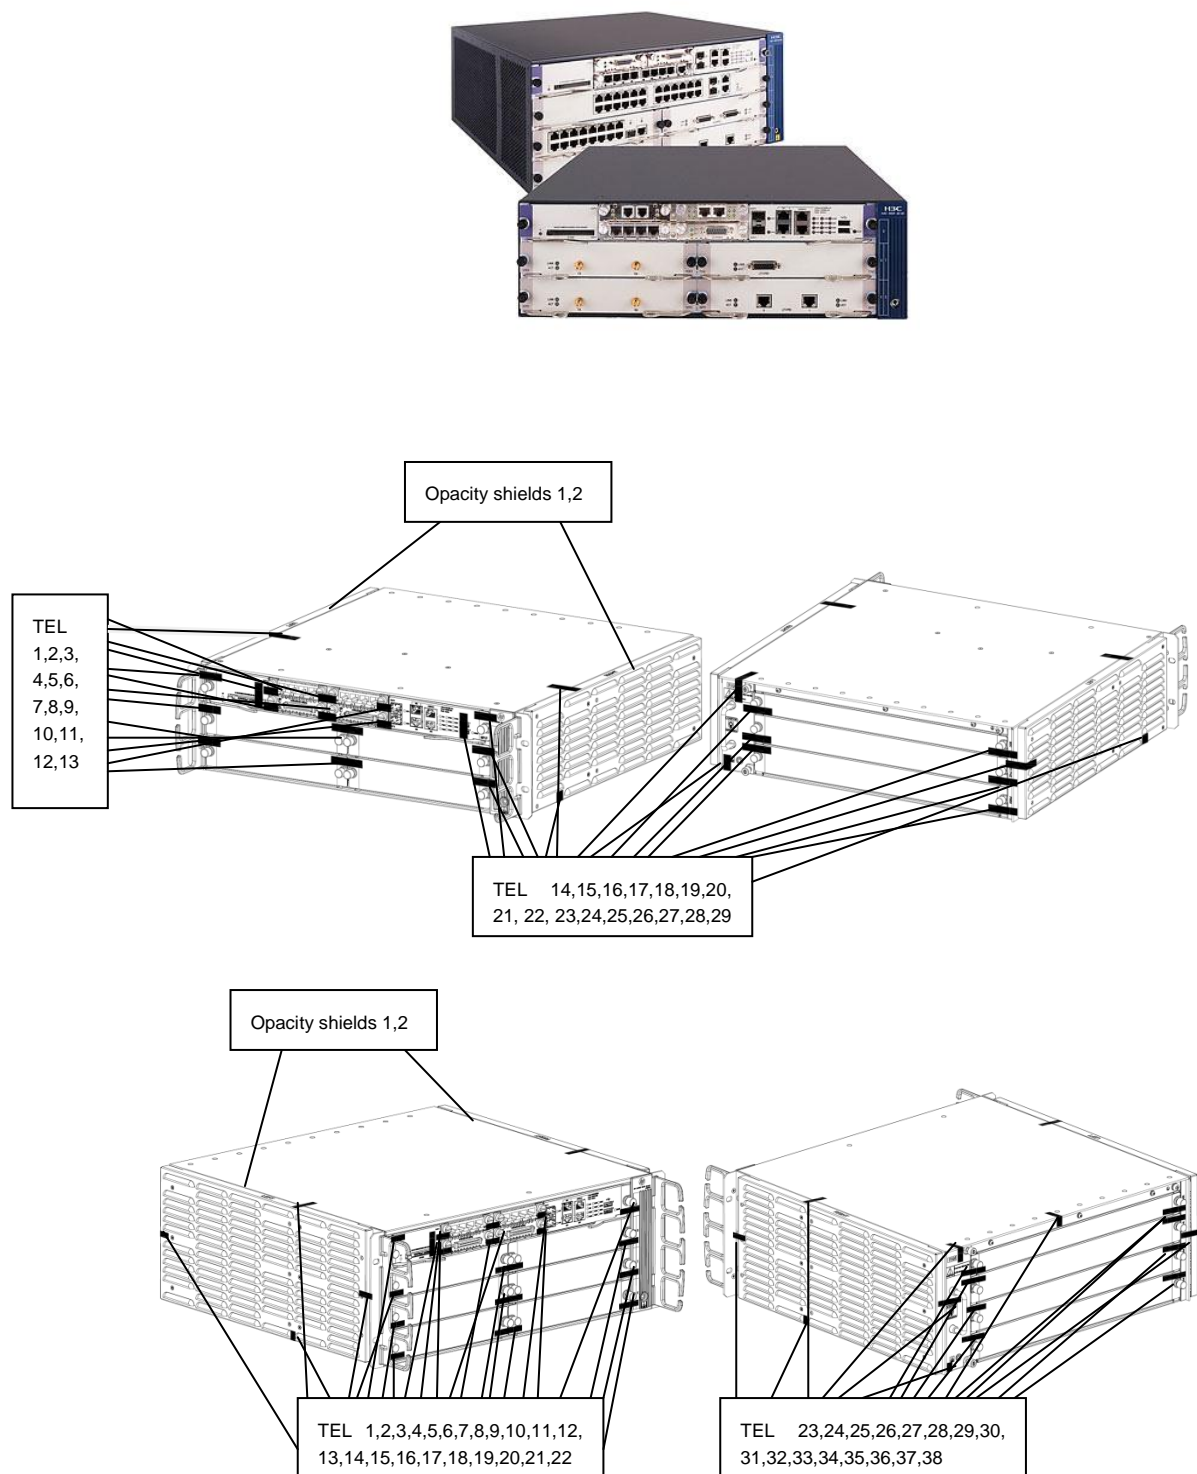 H3C
Opacity shields 1,2
TEL
1,2,3,
4,5,6,
7,8,9,
10,11,
12,13
TEL 14,15,16,17,18,19,20,
21, 22, 23,24,25,26,27,28,29
Opacity shields 1,2
TEL 1,2,3,4,5,6,7,8,9,10,11,12,
13,14,15,16,17,18,19,20,21,22
TEL 23,24,25,26,27,28,29,30,
31,32,33,34,35,36,37,38